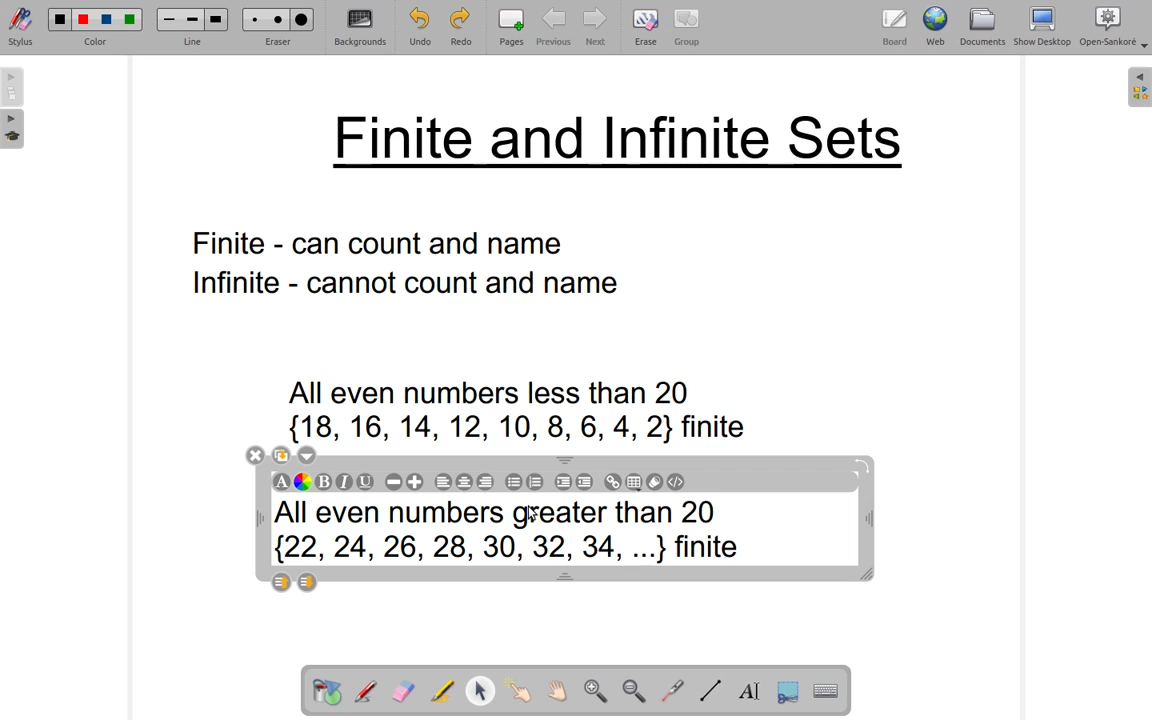 Stylus
Color
Line
Eraser
Backgrounds
Undo
Redo
Pages
Previous
Next
Erase
Group
Board
Web
Documents
Show Desktop
Open-Sankoré
Finite and Infinite Sets
Finite - can count and name
Infinite - cannot count and name
All even numbers less than 20
{18, 16, 14, 12, 10, 8, 6, 4, 2} finite
A B I U
All even numbers greater than 20
{22, 24, 26, 28, 30, 32, 34, ...} finite
AI